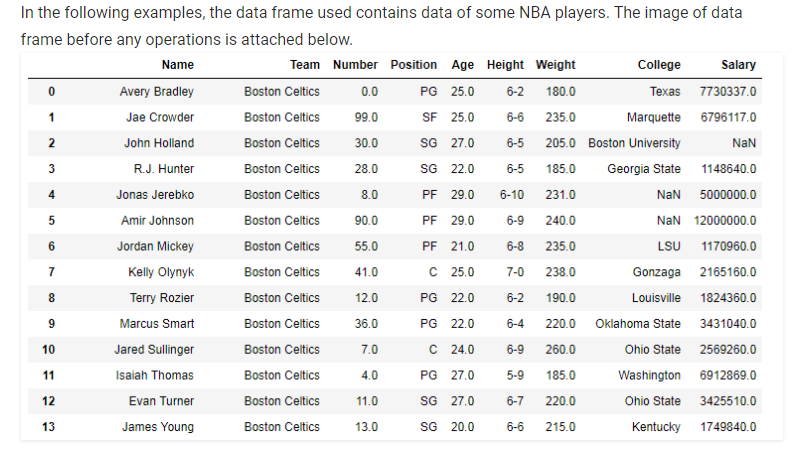 In the following examples, the data frame used contains data of some NBA players. The image of data
frame before any operations is attached below.
Name Team Number Position Age Height Weight College Salary
0 Avery Bradley Boston Celtics 0.0 PG 25.0 6-2 180.0 Texas 7730337.0
1 Jae Crowder Boston Celtics 99.0 SF 25.0 6-6 235.0 Marquette 6796117.0
2 John Holland Boston Celtics 30.0 SG 27.0 6-5 205.0 Boston University NaN
3 R.J. Hunter Boston Celtics 28.0 SG 22.0 6-5 185.0 Georgia State 1148640.0
4 Jonas Jerebko Boston Celtics 8.0 PF 29.0 6-10 231.0 NaN 5000000.0
5 Amir Johnson Boston Celtics 90.0 PF 29.0 6-9 240.0 NaN 12000000.0
6 Jordan Mickey Boston Celtics 55.0 PF 21.0 6-8 235.0 LSU 1170960.0
7 Kelly Olynyk Boston Celtics 41.0 C 25.0 7-0 238.0 Gonzaga 2165160.0
8 Terry Rozier Boston Celtics 12.0 PG 22.0 6-2 190.0 Louisville 1824360.0
9 Marcus Smart Boston Celtics 36.0 PG 22.0 6-4 220.0 Oklahoma State 3431040.0
10 Jared Sullinger Boston Celtics 7.0 C 24.0 6-9 260.0 Ohio State 2569260.0
11 Isaiah Thomas Boston Celtics 4.0 PG 27.0 5-9 185.0 Washington 6912869.0
12 Evan Turner Boston Celtics 11.0 SG 27.0 6-7 220.0 Ohio State 3425510.0
13 James Young Boston Celtics 13.0 SG 20.0 6-6 215.0 Kentucky 1749840.0